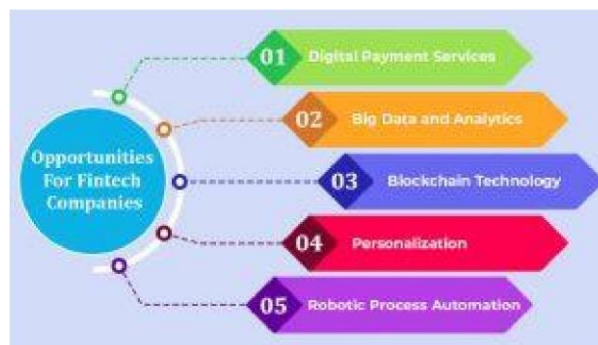 Opportunities
For Fintech
Companies
01
Digital Payment Services
02
Big Data and Analytics
03
Blockchain Technology
04
Personalization
05
Robotic Process Automation